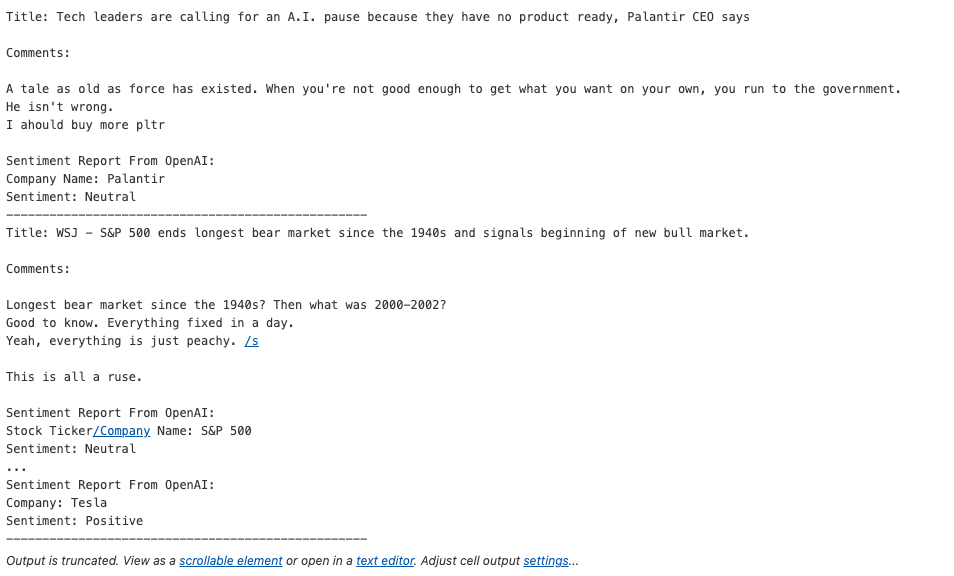 Title: Tech leaders are calling for an A.I. pause because they have no product ready, Palantir CEO says
Comments:
A tale as old as force has existed. When you're not good enough to get what you want on your own, you run to the government.
He isn't wrong.
I ahould buy more pltr
Sentiment Report From OpenAI:
Company Name: Palantir
Sentiment: Neutral
--------------------------------------------------
Title: WSJ - S&P 500 ends longest bear market since the 1940s and signals beginning of new bull market.
Comments:
Longest bear market since the 1940s? Then what was 2000-2002?
Good to know. Everything fixed in a day.
Yeah, everything is just peachy. /s
This is all a ruse.
Sentiment Report From OpenAI:
Stock Ticker/Company Name: S&P 500
Sentiment: Neutral
...
Sentiment Report From OpenAI:
Company: Tesla
Sentiment: Positive
--------------------------------------------------
Output is truncated. View as a scrollable element or open in a text editor. Adjust cell output settings...